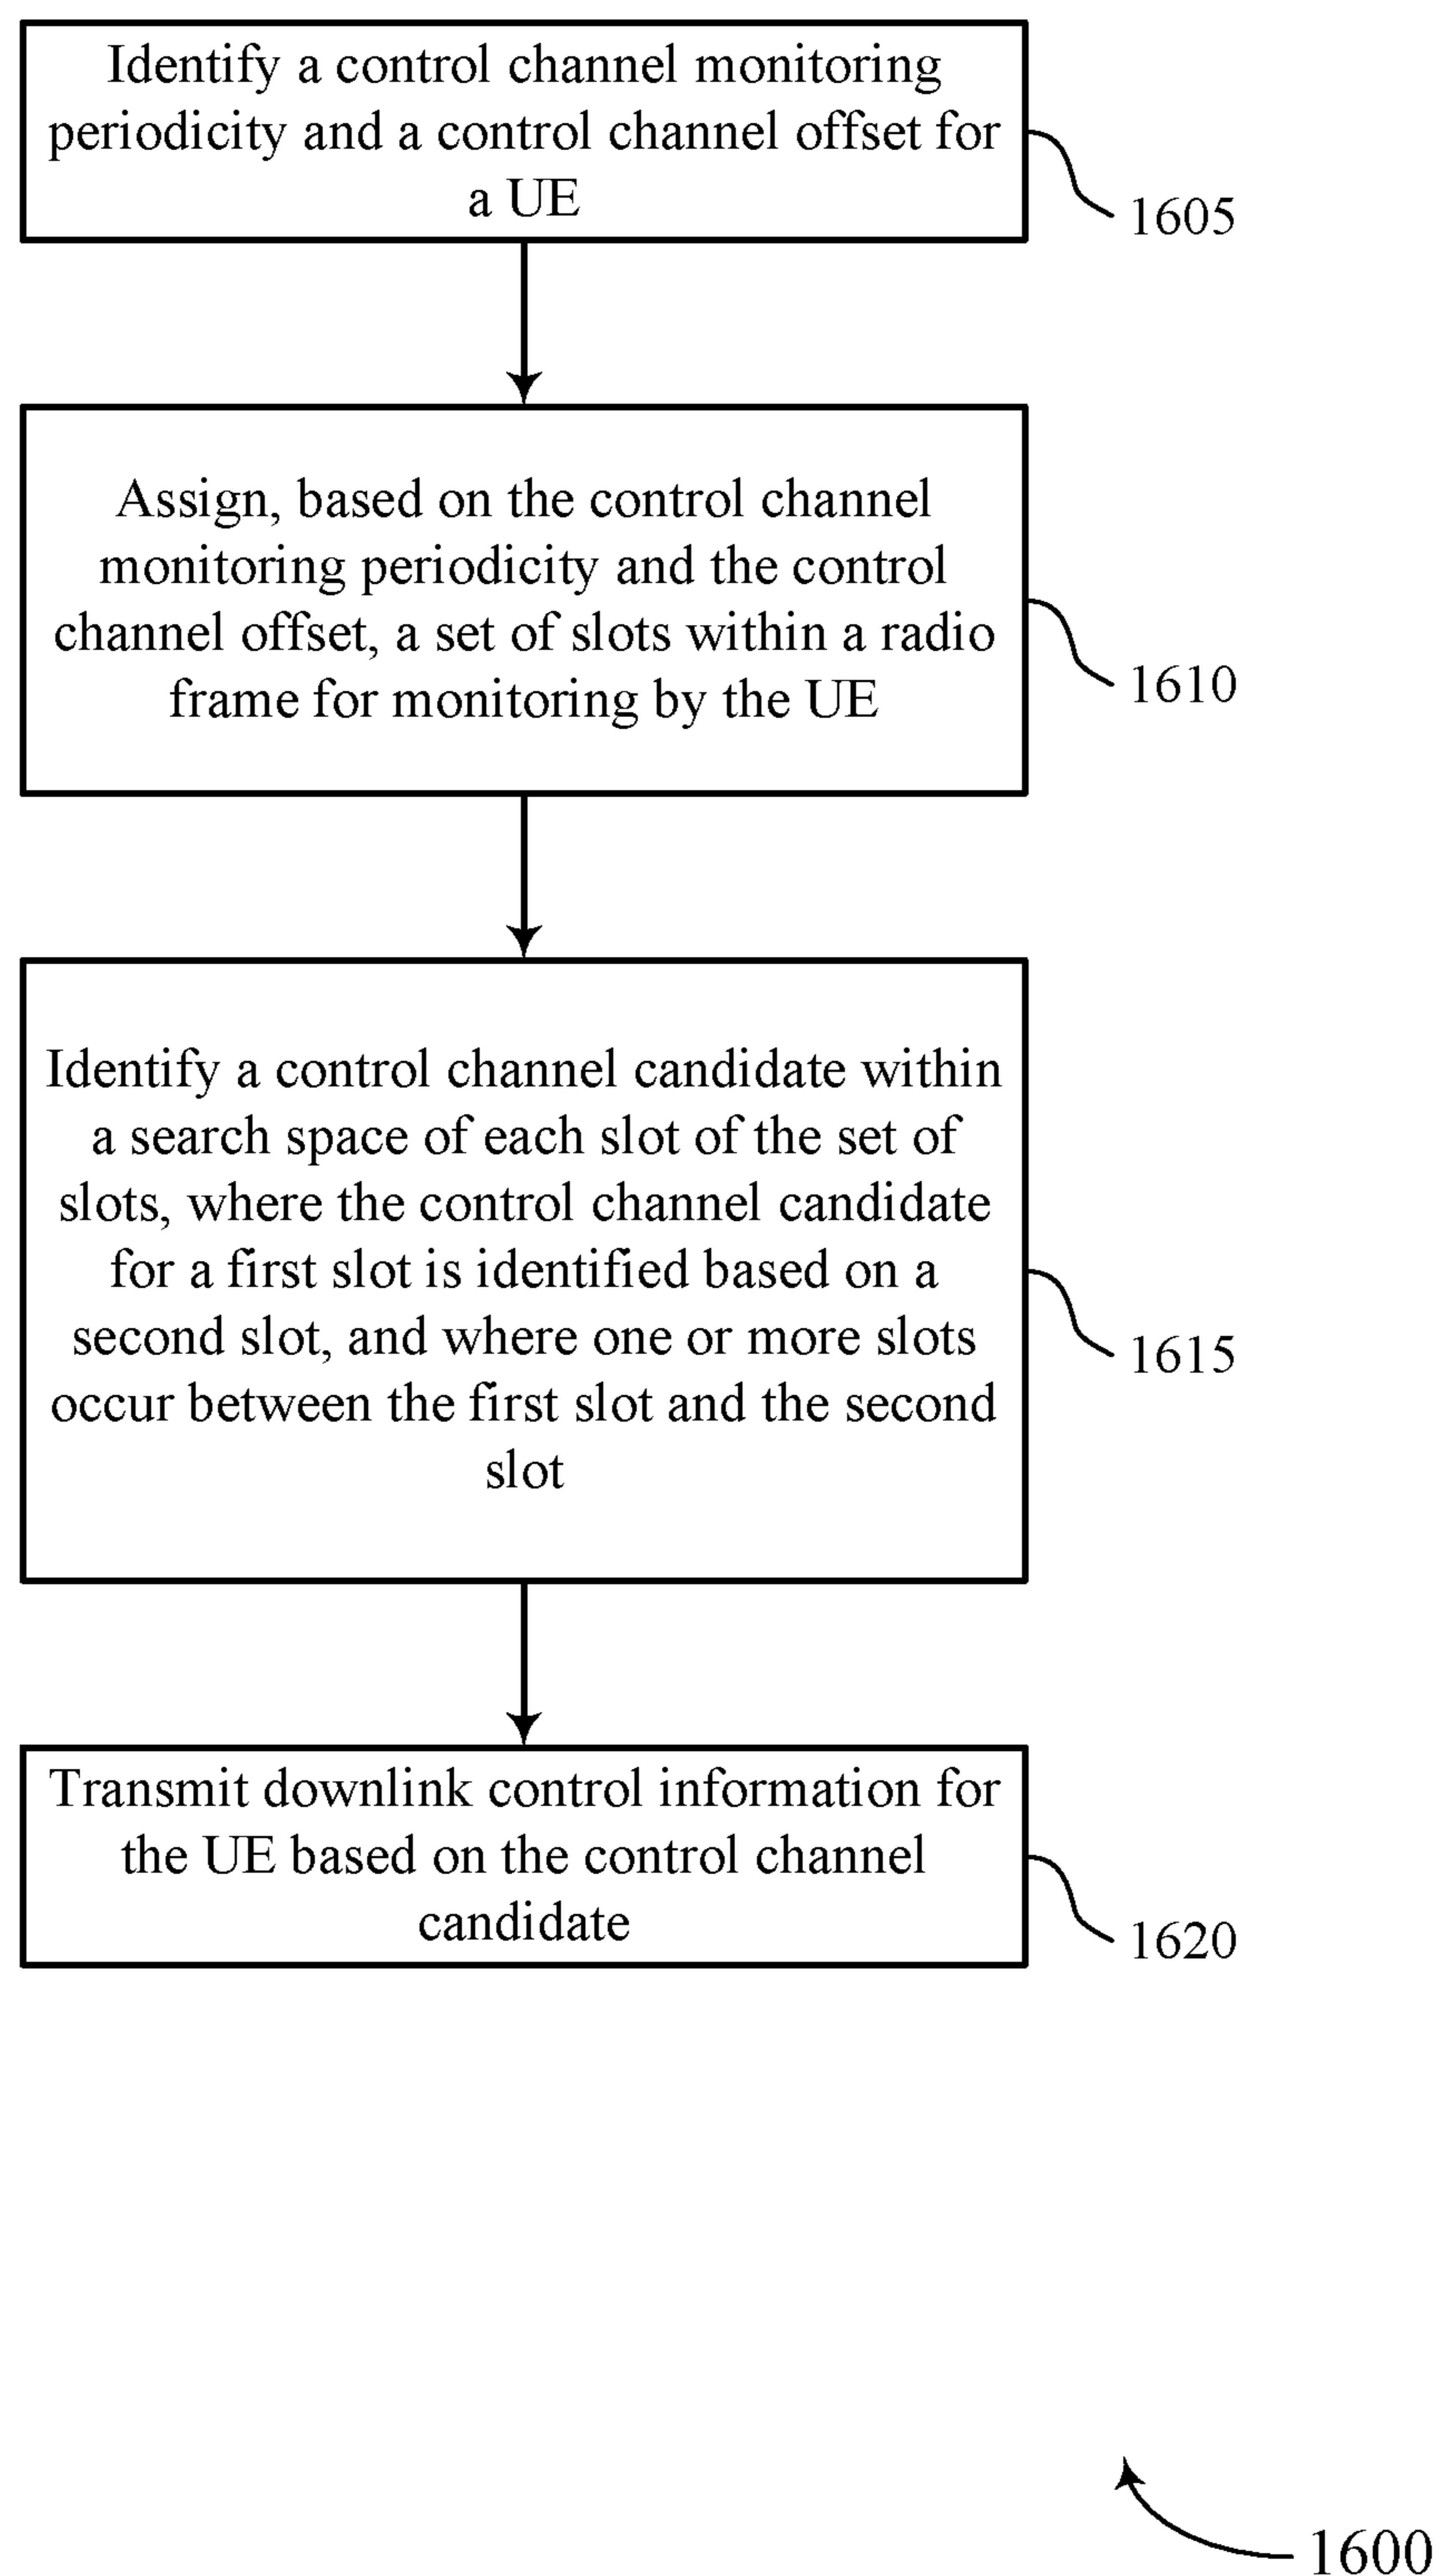 Identify a control channel monitoring
periodicity and a control channel offset for
a UE
1605
Assign, based on the control channel
monitoring periodicity and the control
channel offset, a set of slots within a radio
frame for monitoring by the UE
1610
Identify a control channel candidate within
a search space of each slot of the set of
slots, where the control channel candidate
for a first slot is identified based on a
second slot, and where one or more slots
occur between the first slot and the second
slot
1615
Transmit downlink control information for
the UE based on the control channel
candidate
1620
1600